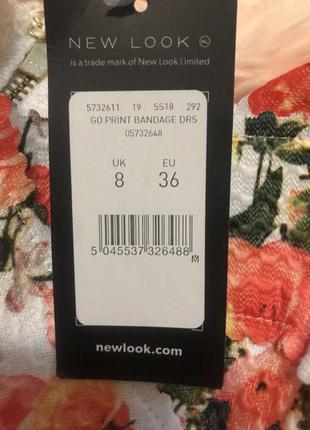 NEW LOOK NL
is a trade mark of New Look Limited
5732611 19 SS18 292
GO PRINT BANDAGE DRS
05732648
UK EU
8 36
5 045537 326488 M
newlook.com